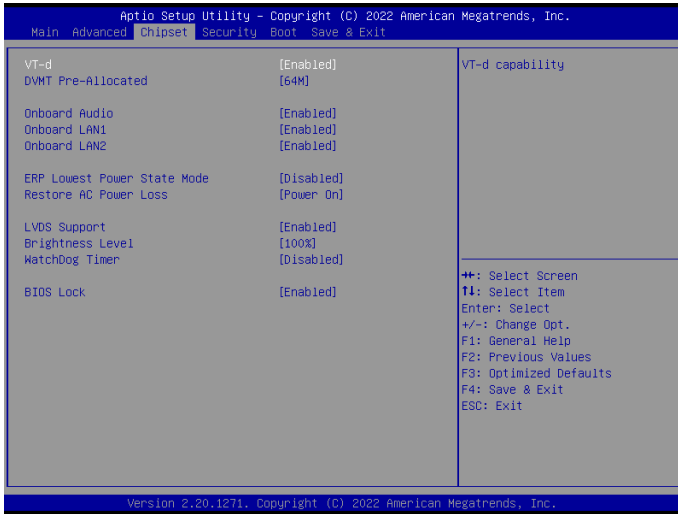 Aptio Setup Utility – Copyright (C) 2022 American Megatrends, Inc.
Main Advanced Chipset Security Boot Save & Exit
VT-d [Enabled]
DVMT Pre-Allocated [64M]
Onboard Audio [Enabled]
Onboard LAN1 [Enabled]
Onboard LAN2 [Enabled]
ERP Lowest Power State Mode [Disabled]
Restore AC Power Loss [Power On]
LVDS Support [Enabled]
Brightness Level [100%]
WatchDog Timer [Disabled]
BIOS Lock [Enabled]
VT-d capability
→←: Select Screen
↑↓: Select Item
Enter: Select
+/-: Change Opt.
F1: General Help
F2: Previous Values
F3: Optimized Defaults
F4: Save & Exit
ESC: Exit
Version 2.20.1271. Copyright (C) 2022 American Megatrends, Inc.